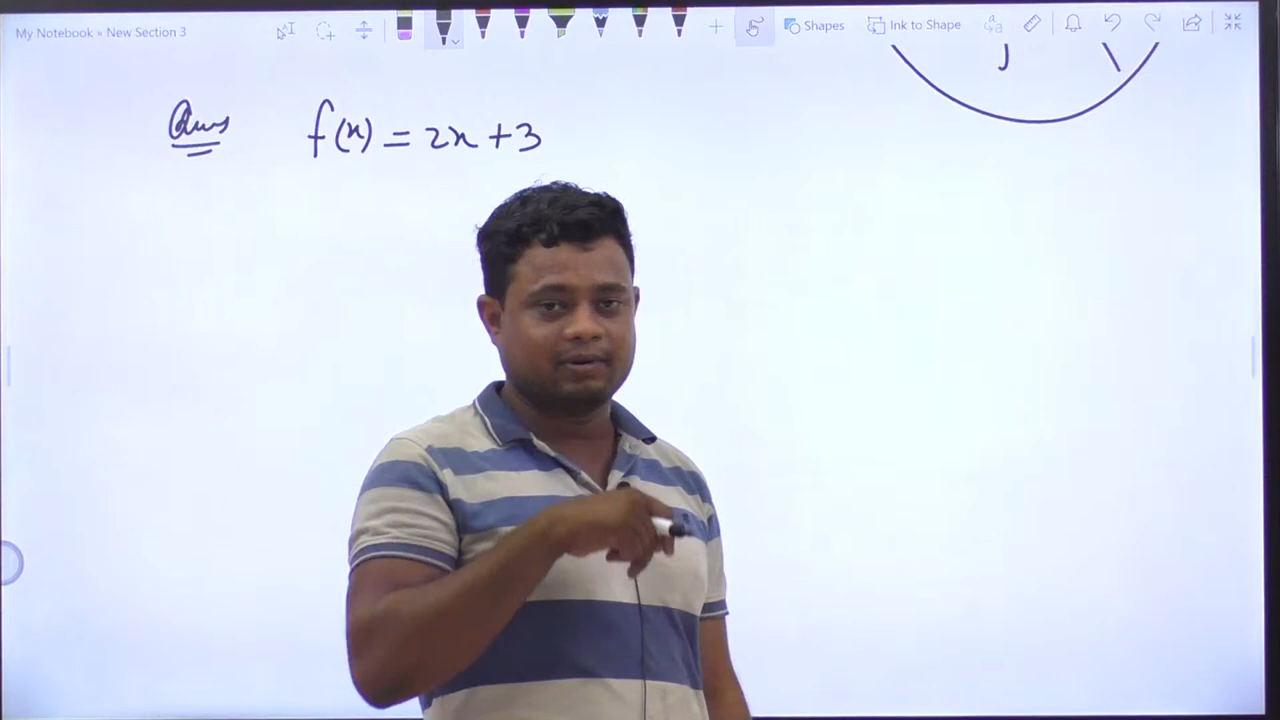 My Notebook » New Section 3
Shapes
Ink to Shape
Ans f(x) = 2x + 3